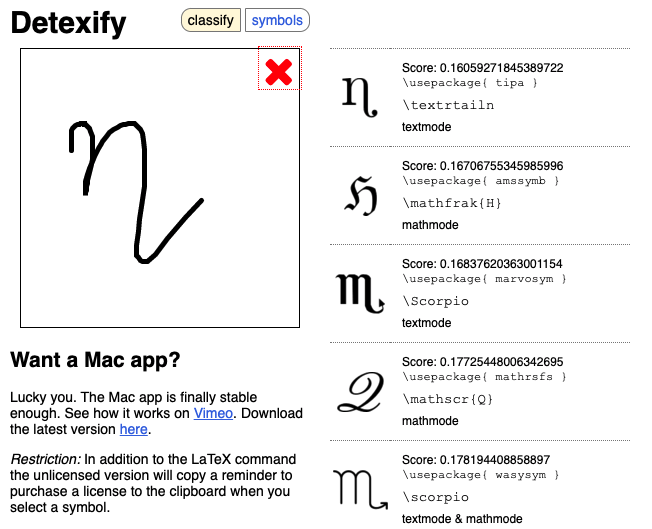 Detexify
classify
symbols
Want a Mac app?
Lucky you. The Mac app is finally stable
enough. See how it works on Vimeo. Download
the latest version here.
Restriction: In addition to the LaTeX command
the unlicensed version will copy a reminder to
purchase a license to the clipboard when you
select a symbol.
Score: 0.16059271845389722
\usepackage{ tipa }
\textrtailn
textmode
Score: 0.16706755345985996
\usepackage{ amssymb }
\mathfrak{H}
mathmode
Score: 0.16837620363001154
\usepackage{ marvosym }
\Scorpio
textmode
Score: 0.17725448006342695
\usepackage{ mathrsfs }
\mathscr{Q}
mathmode
Score: 0.178194408858897
\usepackage{ wasysym }
\scorpio
textmode & mathmode